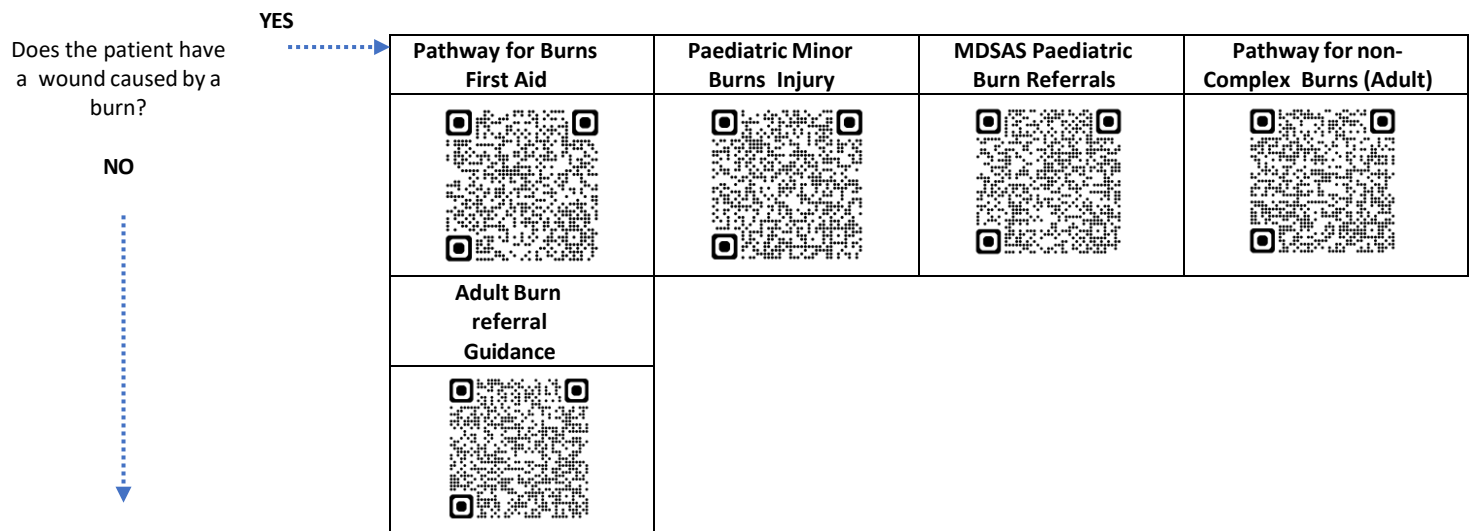 YES
Does the patient have
a wound caused by a
burn?
NO
Pathway for Burns
First Aid
Paediatric Minor
Burns Injury
MDSAS Paediatric
Burn Referrals
Pathway for non-
Complex Burns (Adult)
Adult Burn
referral
Guidance